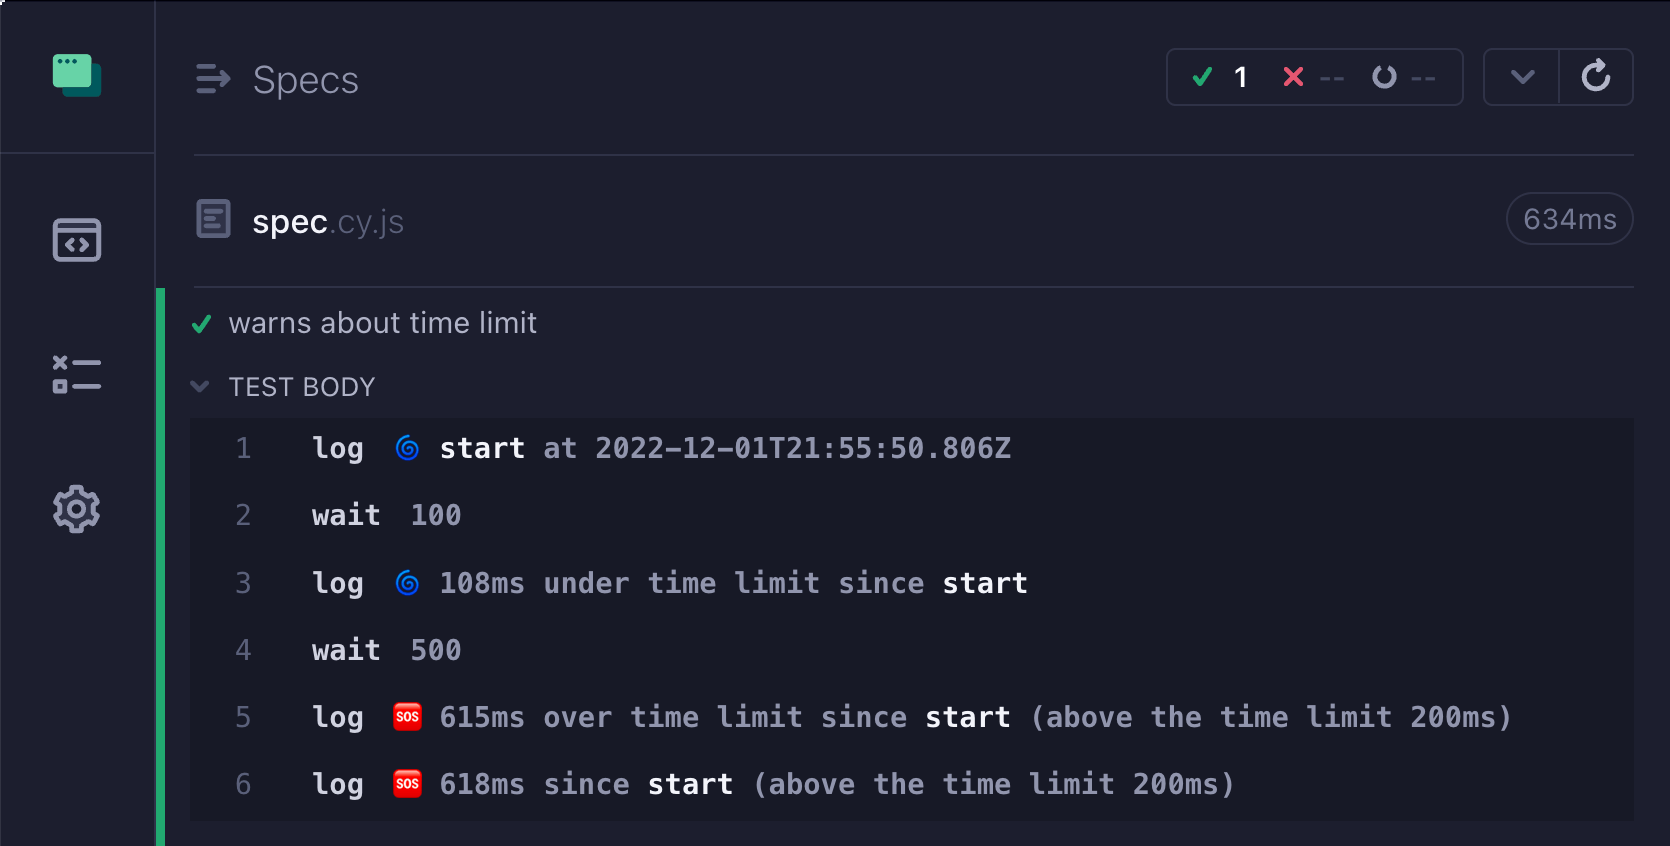 Specs 1 -- --
spec.cy.js 634ms
warns about time limit
TEST BODY
1 log 🌀 start at 2022-12-01T21:55:50.806Z
2 wait 100
3 log 🌀 108ms under time limit since start
4 wait 500
5 log 🆘 615ms over time limit since start (above the time limit 200ms)
6 log 🆘 618ms since start (above the time limit 200ms)